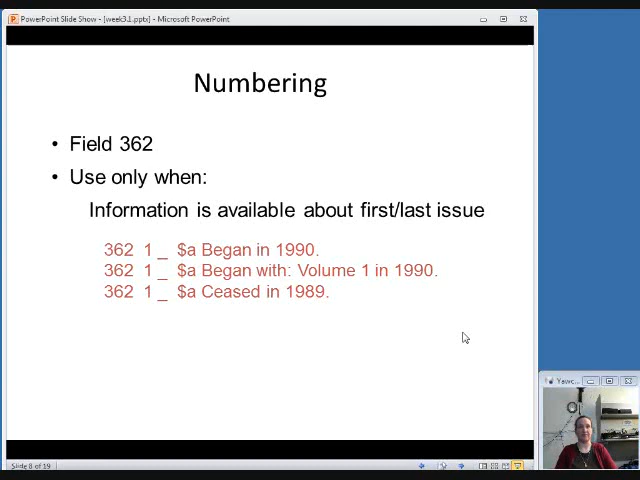 PowerPoint Slide Show - [week3.1.pptx] - Microsoft PowerPoint
Numbering
• Field 362
• Use only when:
Information is available about first/last issue
362 1 _ $a Began in 1990.
362 1 _ $a Began with: Volume 1 in 1990.
362 1 _ $a Ceased in 1989.
Yawc...
Slide 8 of 19